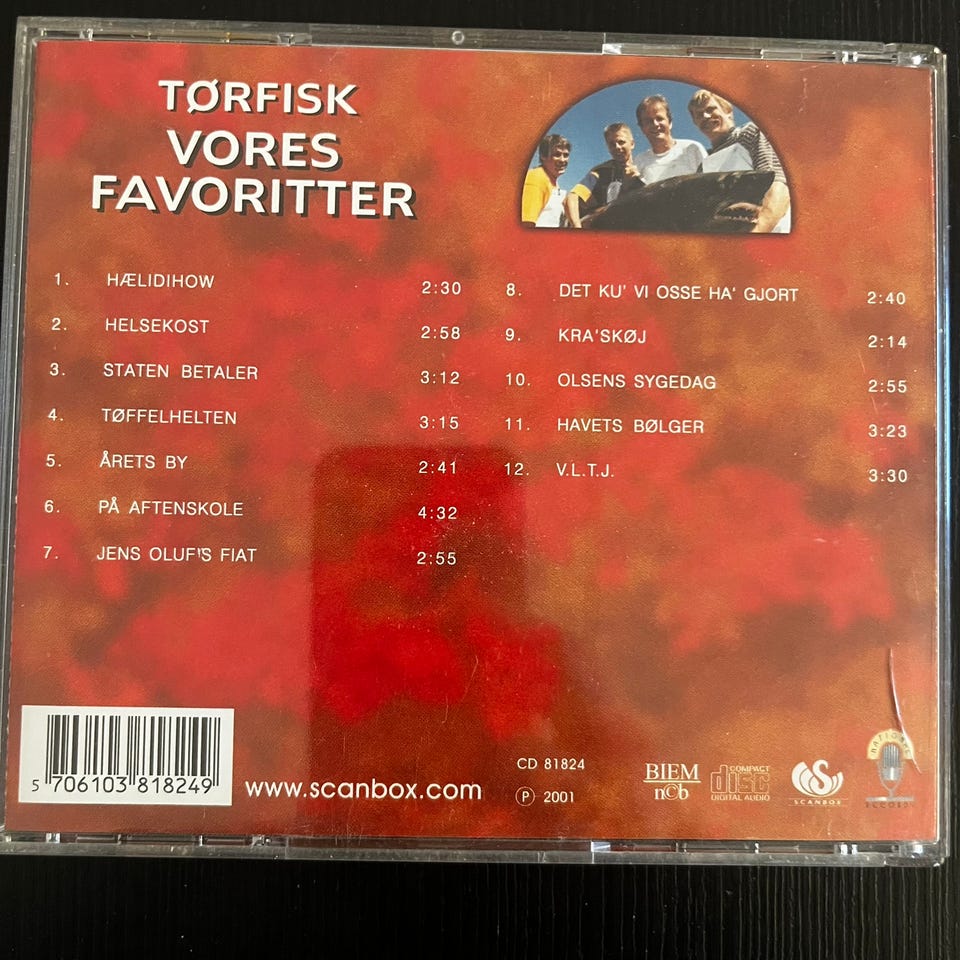 TØRFISK
VORES
FAVORITTER
1. HÆLIDIHOW 2:30
2. HELSEKOST 2:58
3. STATEN BETALER 3:12
4. TØFFELHELTEN 3:15
5. ÅRETS BY 2:41
6. PÅ AFTENSKOLE 4:32
7. JENS OLUF'S FIAT 2:55
8. DET KU' VI OSSE HA' GJORT 2:40
9. KRA'SKØJ 2:14
10. OLSENS SYGEDAG 2:55
11. HAVETS BØLGER 3:23
12. V.L.T.J. 3:30
5 706103 818249
www.scanbox.com
CD 81824
Ⓟ 2001
BIEM
n©b
COMPACT
disc
DIGITAL AUDIO
S
SCANBOX